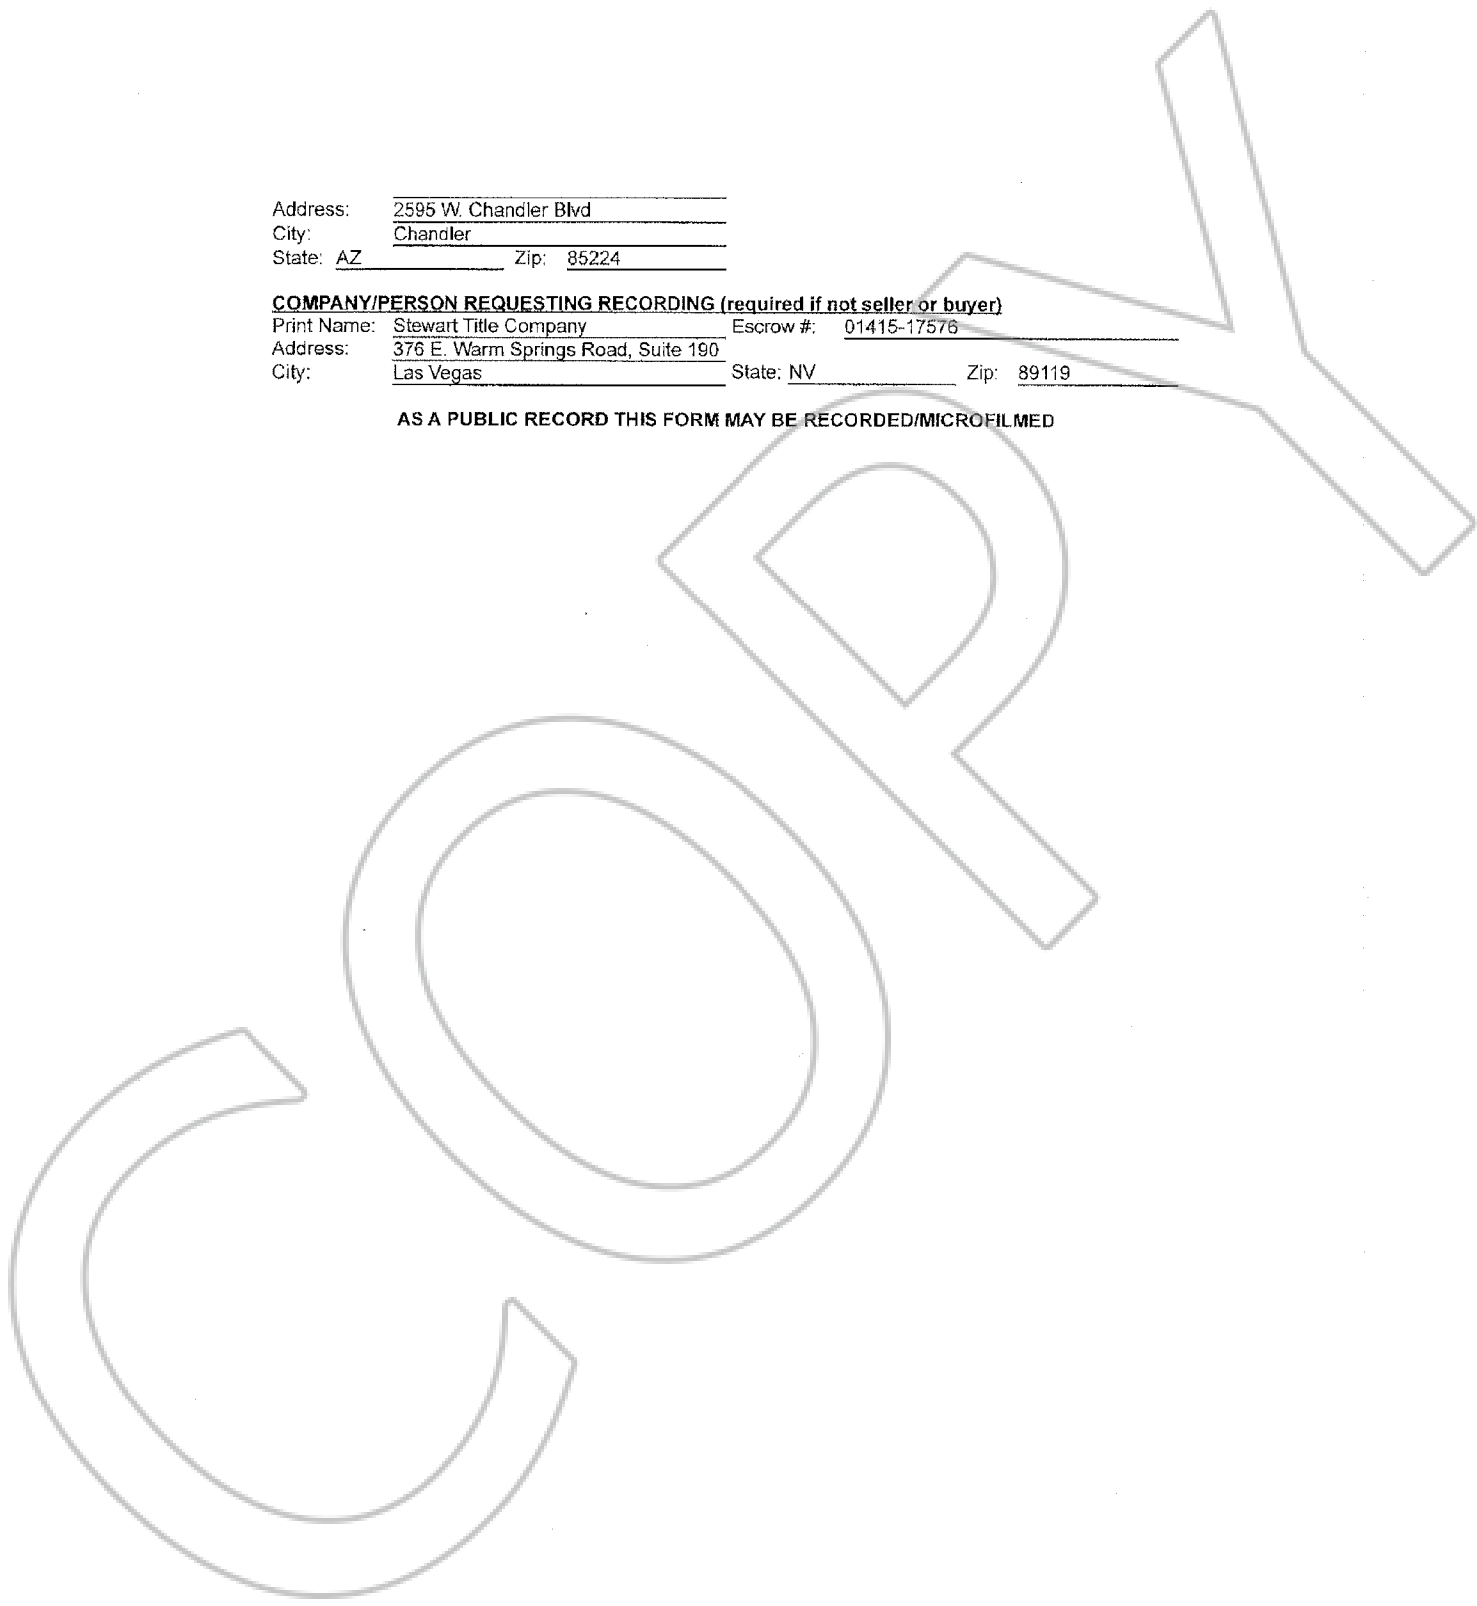 Address: 2595 W. Chandler Blvd
City: Chandler
State: AZ Zip: 85224
COMPANY/PERSON REQUESTING RECORDING (required if not seller or buyer)
Print Name: Stewart Title Company Escrow #: 01415-17576
Address: 376 E. Warm Springs Road, Suite 190
City: Las Vegas State: NV Zip: 89119
AS A PUBLIC RECORD THIS FORM MAY BE RECORDED/MICROFILMED
COPY